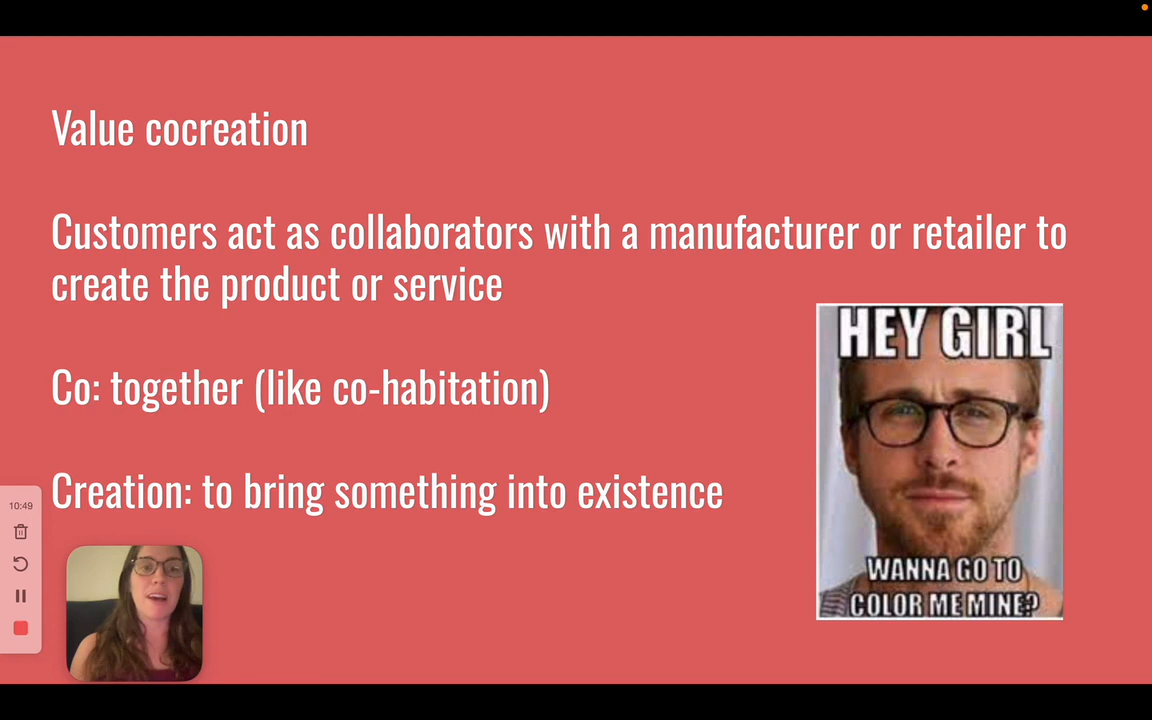 Value cocreation
Customers act as collaborators with a manufacturer or retailer to
create the product or service
Co: together (like co-habitation)
Creation: to bring something into existence
HEY GIRL
WANNA GO TO
COLOR ME MINE?
10:49